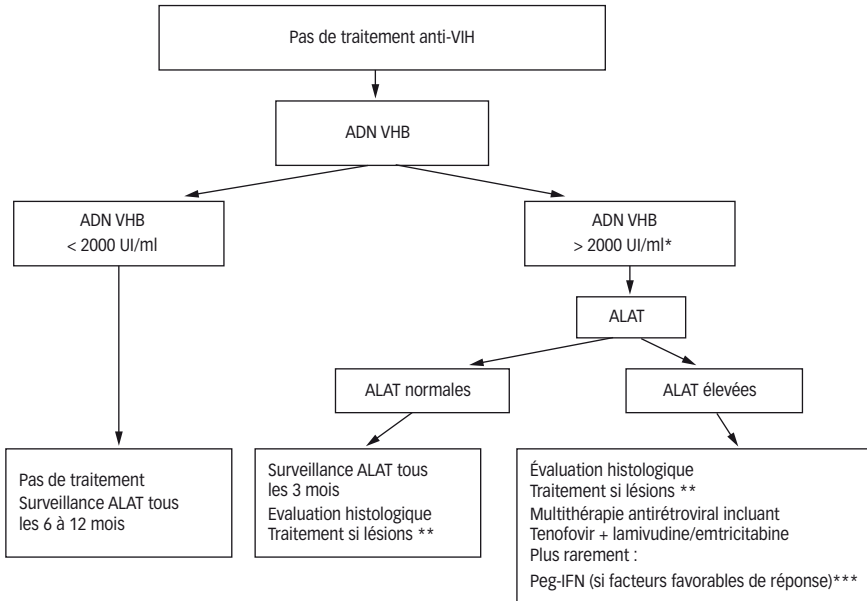 Pas de traitement anti-VIH
ADN VHB
ADN VHB
< 2000 UI/ml
ADN VHB
> 2000 UI/ml*
ALAT
ALAT normales
ALAT élevées
Pas de traitement
Surveillance ALAT tous
les 6 à 12 mois
Surveillance ALAT tous
les 3 mois
Evaluation histologique
Traitement si lésions **
Évaluation histologique
Traitement si lésions **
Multithérapie antirétroviral incluant
Tenofovir + lamivudine/emtricitabine
Plus rarement :
Peg-IFN (si facteurs favorables de réponse)***